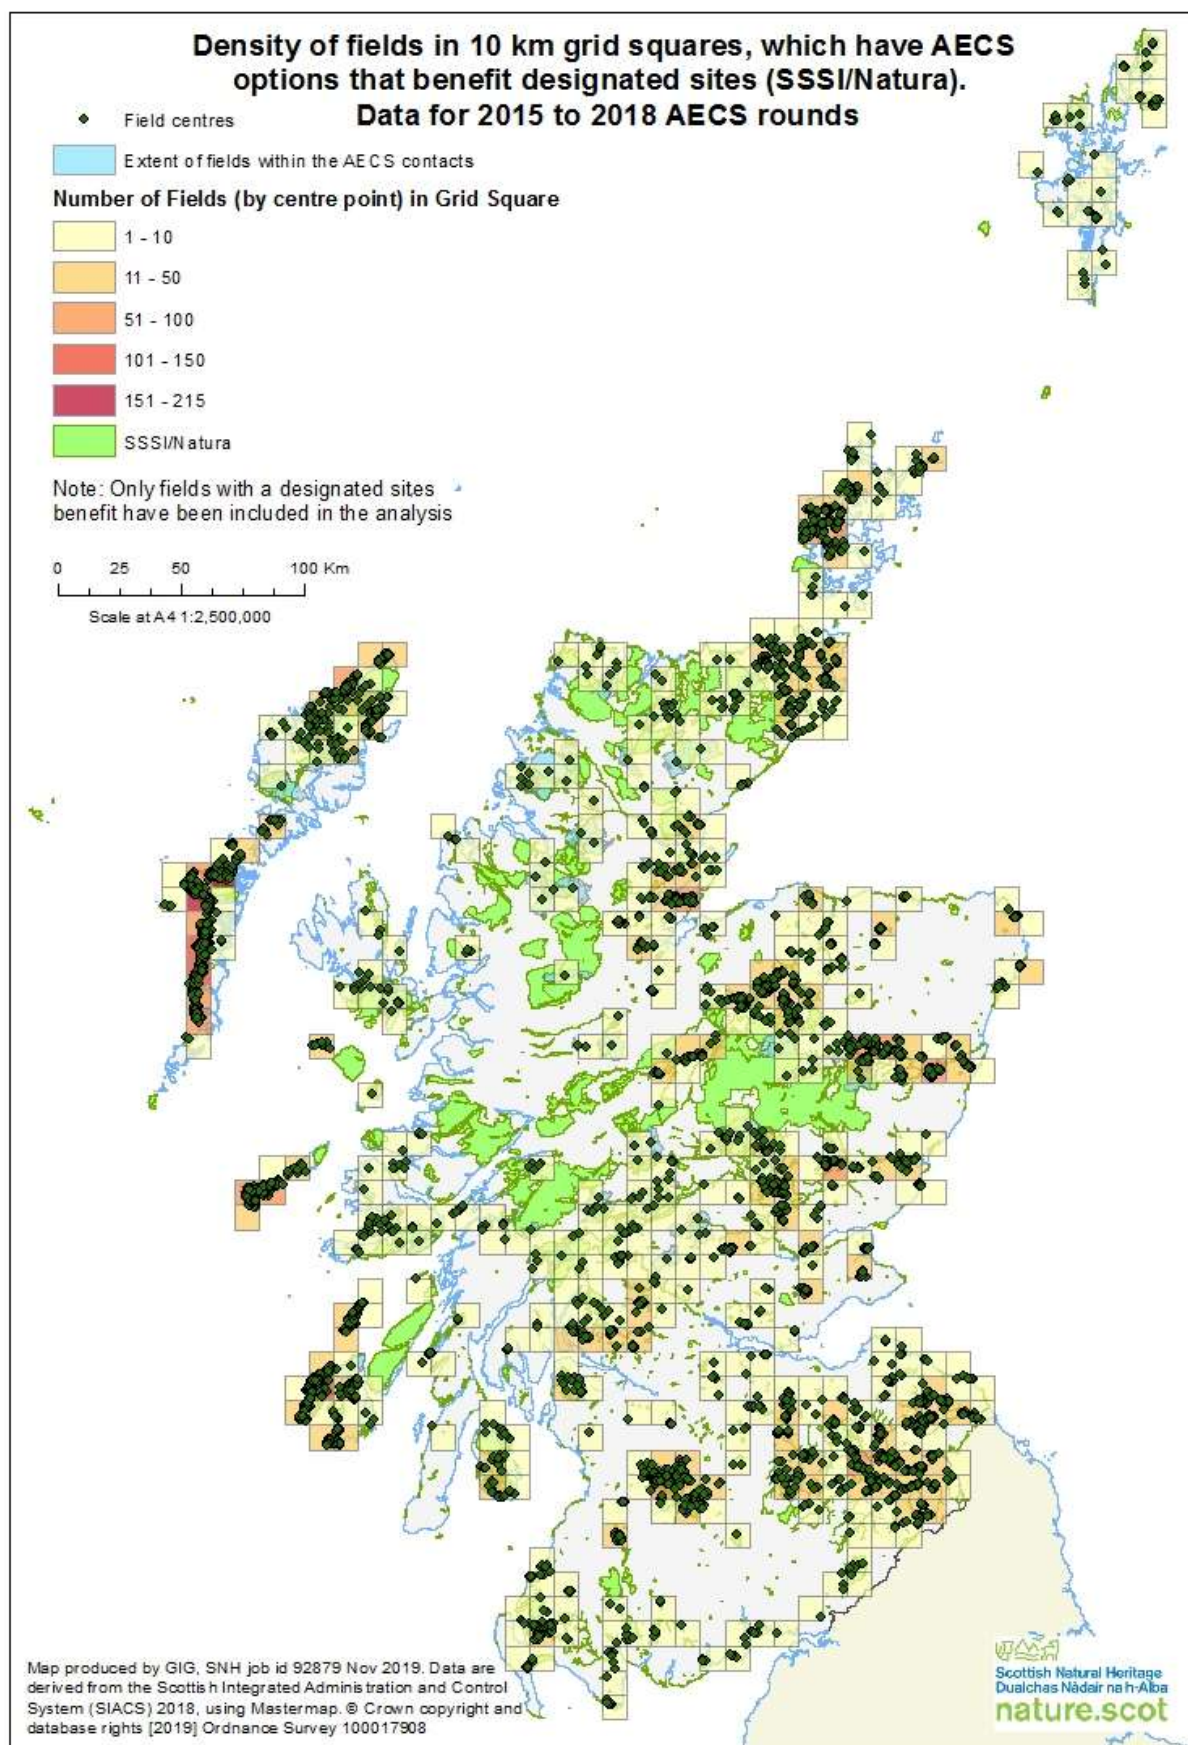 Density of fields in 10 km grid squares, which have AECS
options that benefit designated sites (SSSI/Natura).
Data for 2015 to 2018 AECS rounds
Field centres
Extent of fields within the AECS contacts
Number of Fields (by centre point) in Grid Square
1 - 10
11 - 50
51 - 100
101 - 150
151 - 215
SSSI/Natura
Note: Only fields with a designated sites
benefit have been included in the analysis
0 25 50 100 Km
Scale at A4 1:2,500,000
Map produced by GIG, SNH job id 92879 Nov 2019. Data are
derived from the Scottish Integrated Administration and Control
System (SIACS) 2018, using Mastermap. © Crown copyright and
database rights [2019] Ordnance Survey 100017908
Scottish Natural Heritage
Dualchas Nàdair na h-Alba
nature.scot